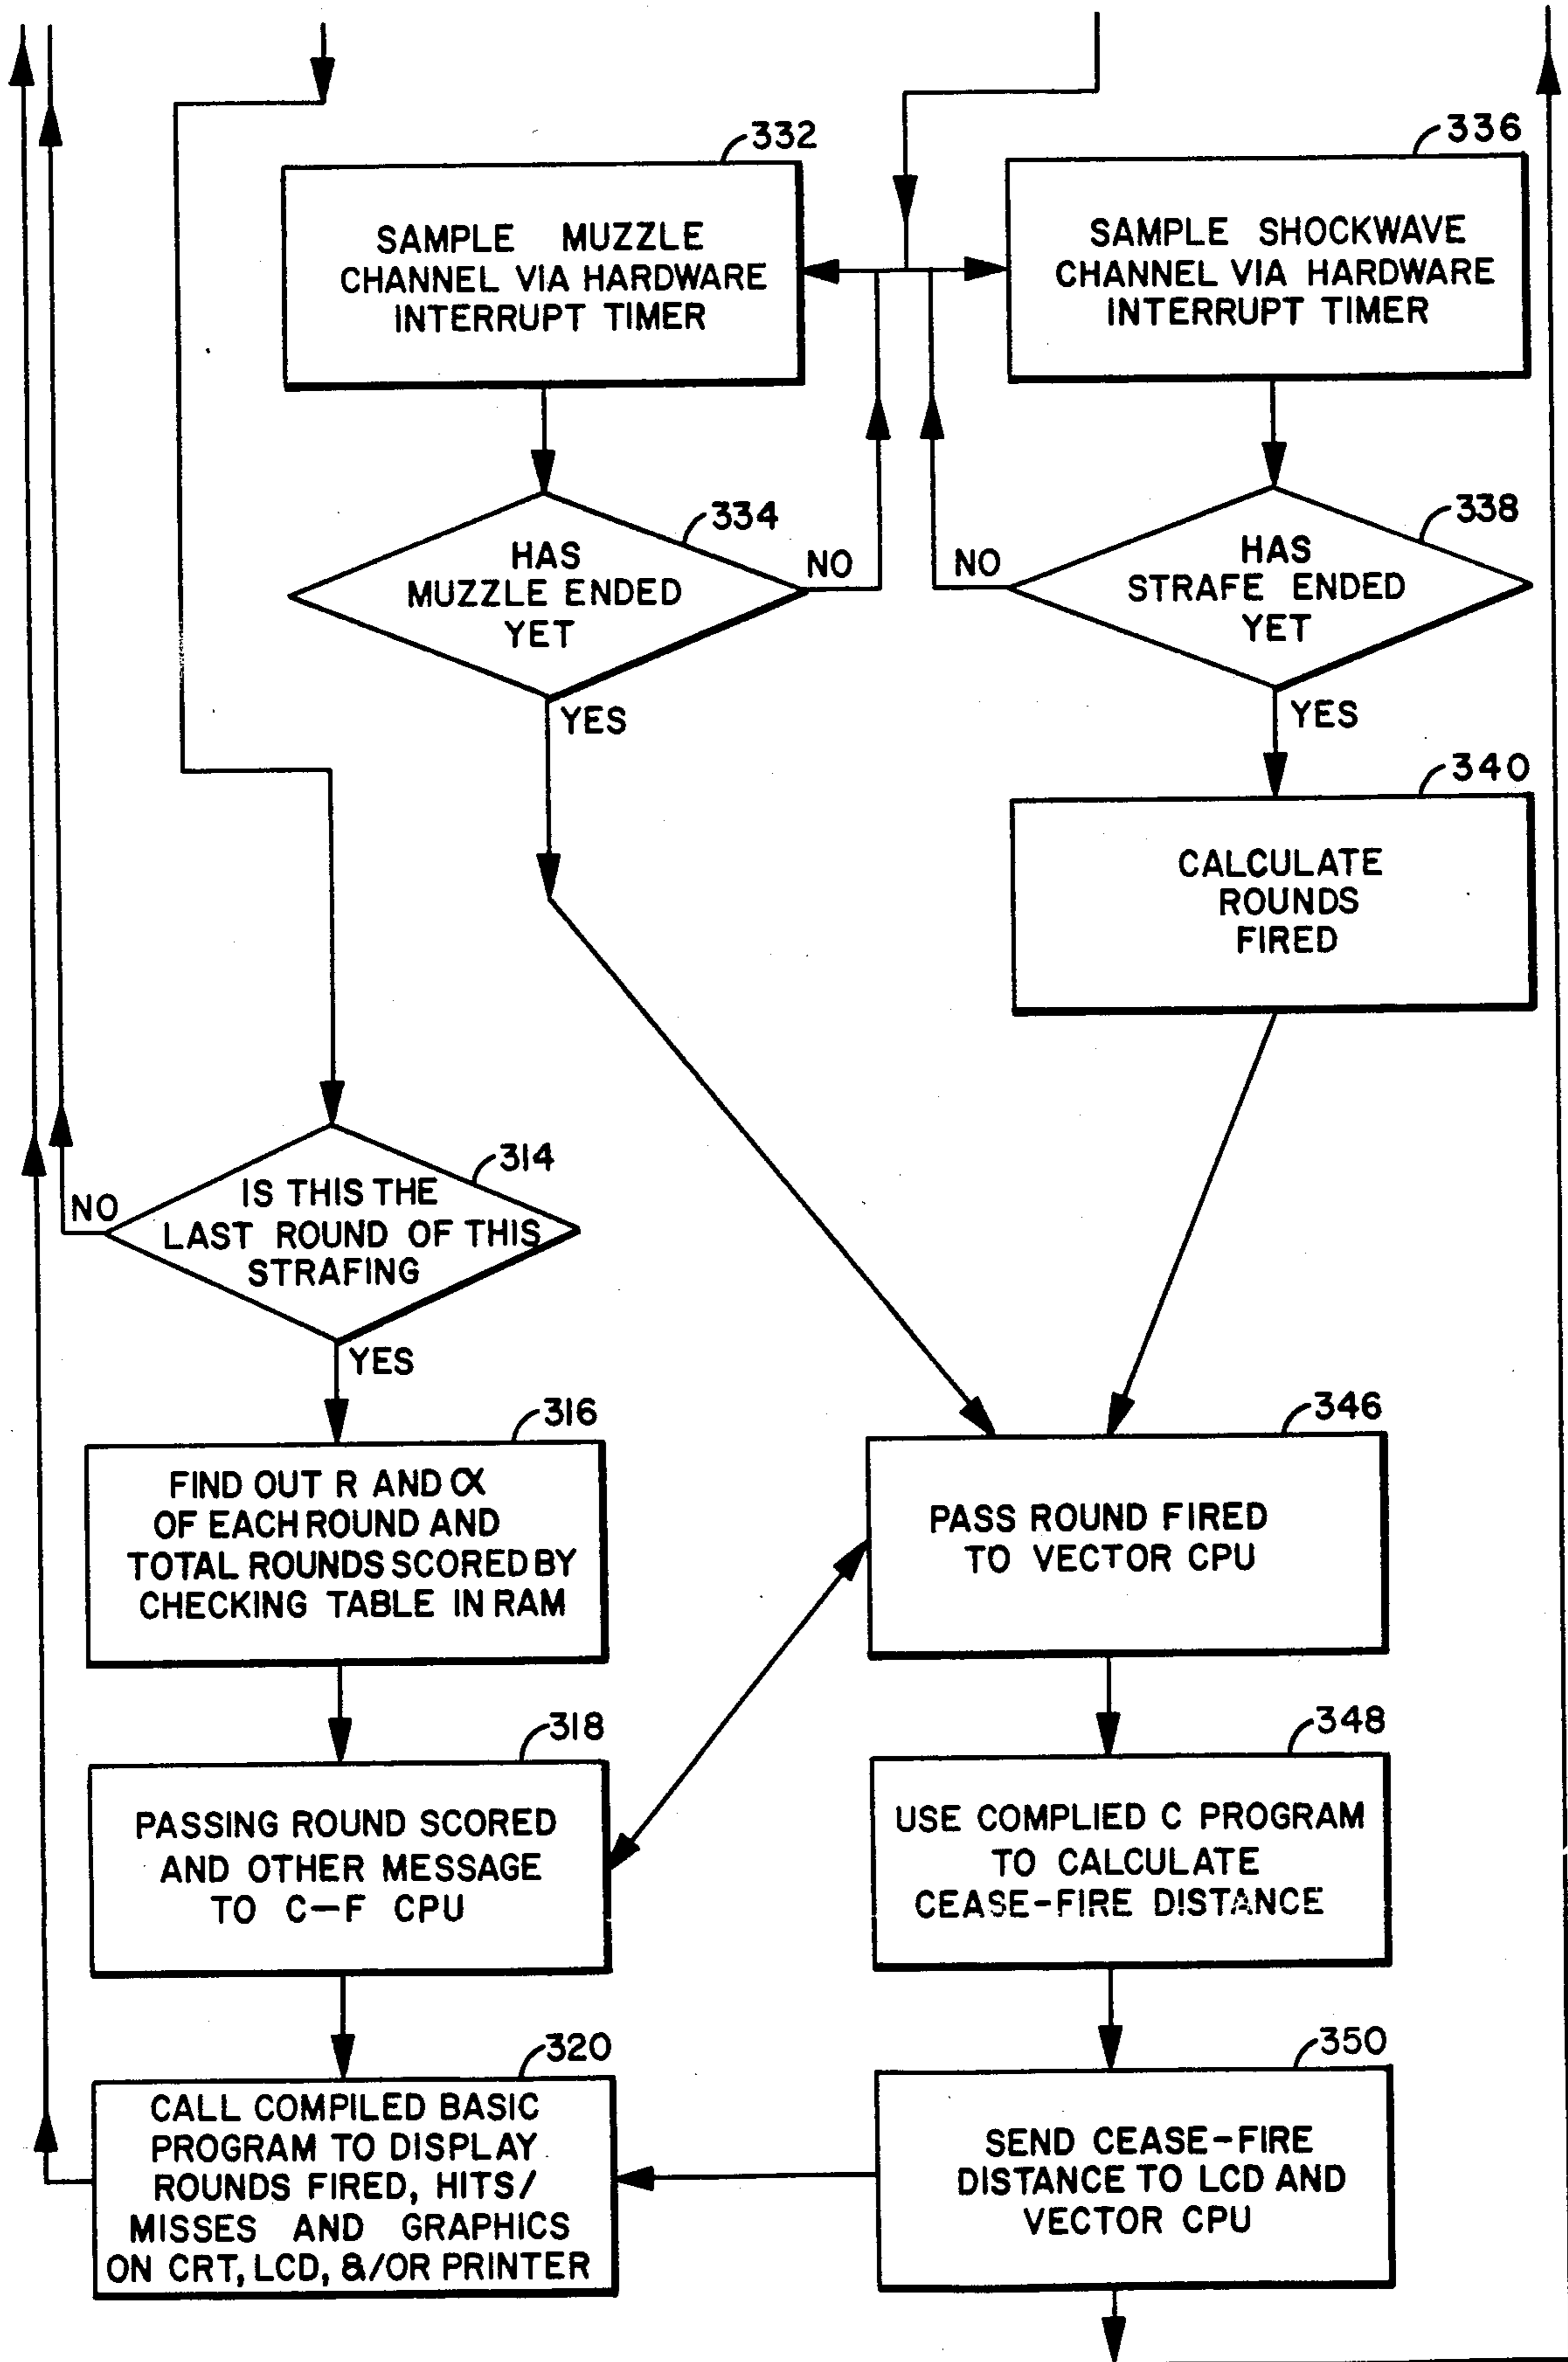 332
SAMPLE MUZZLE
CHANNEL VIA HARDWARE
INTERRUPT TIMER
336
SAMPLE SHOCKWAVE
CHANNEL VIA HARDWARE
INTERRUPT TIMER
334
HAS
MUZZLE ENDED
YET
NO
YES
338
HAS
STRAFE ENDED
YET
NO
YES
340
CALCULATE
ROUNDS
FIRED
314
IS THIS THE
LAST ROUND OF THIS
STRAFING
NO
YES
316
FIND OUT R AND α
OF EACH ROUND AND
TOTAL ROUNDS SCORED BY
CHECKING TABLE IN RAM
346
PASS ROUND FIRED
TO VECTOR CPU
318
PASSING ROUND SCORED
AND OTHER MESSAGE
TO C-F CPU
348
USE COMPLIED C PROGRAM
TO CALCULATE
CEASE-FIRE DISTANCE
320
CALL COMPILED BASIC
PROGRAM TO DISPLAY
ROUNDS FIRED, HITS/
MISSES AND GRAPHICS
ON CRT, LCD, &/OR PRINTER
350
SEND CEASE-FIRE
DISTANCE TO LCD AND
VECTOR CPU